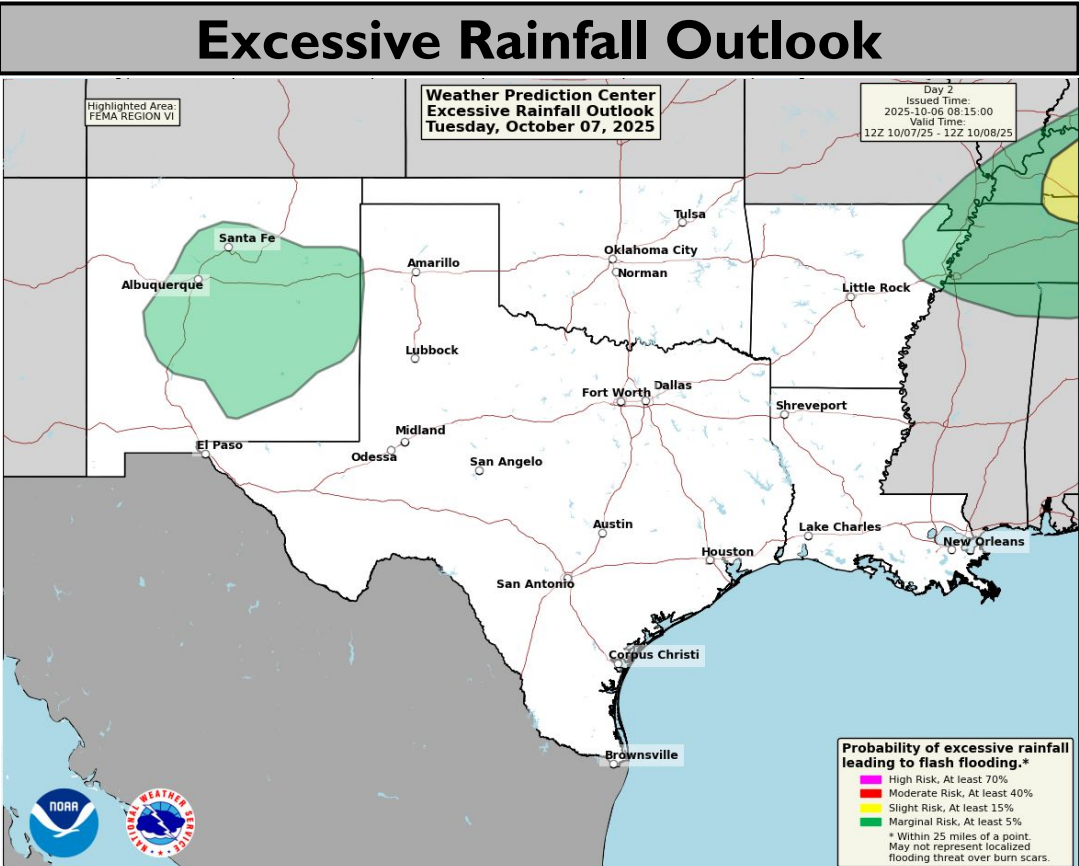 Excessive Rainfall Outlook
Highlighted Area:
FEMA REGION VI
Weather Prediction Center
Excessive Rainfall Outlook
Tuesday, October 07, 2025
Day 2
Issued Time:
2025-10-06 08:15:00
Valid Time:
12Z 10/07/25 - 12Z 10/08/25
Tulsa
Santa Fe
Oklahoma City
Amarillo
Norman
Albuquerque
Little Rock
Lubbock
Dallas
Fort Worth
Shreveport
Midland
El Paso
Odessa
San Angelo
Austin
Lake Charles
New Orleans
Houston
San Antonio
Corpus Christi
Brownsville
Probability of excessive rainfall
leading to flash flooding.*
High Risk, At least 70%
Moderate Risk, At least 40%
Slight Risk, At least 15%
Marginal Risk, At least 5%
* Within 25 miles of a point.
May not represent localized
flooding threat over burn scars.
NOAA
NATIONAL WEATHER SERVICE